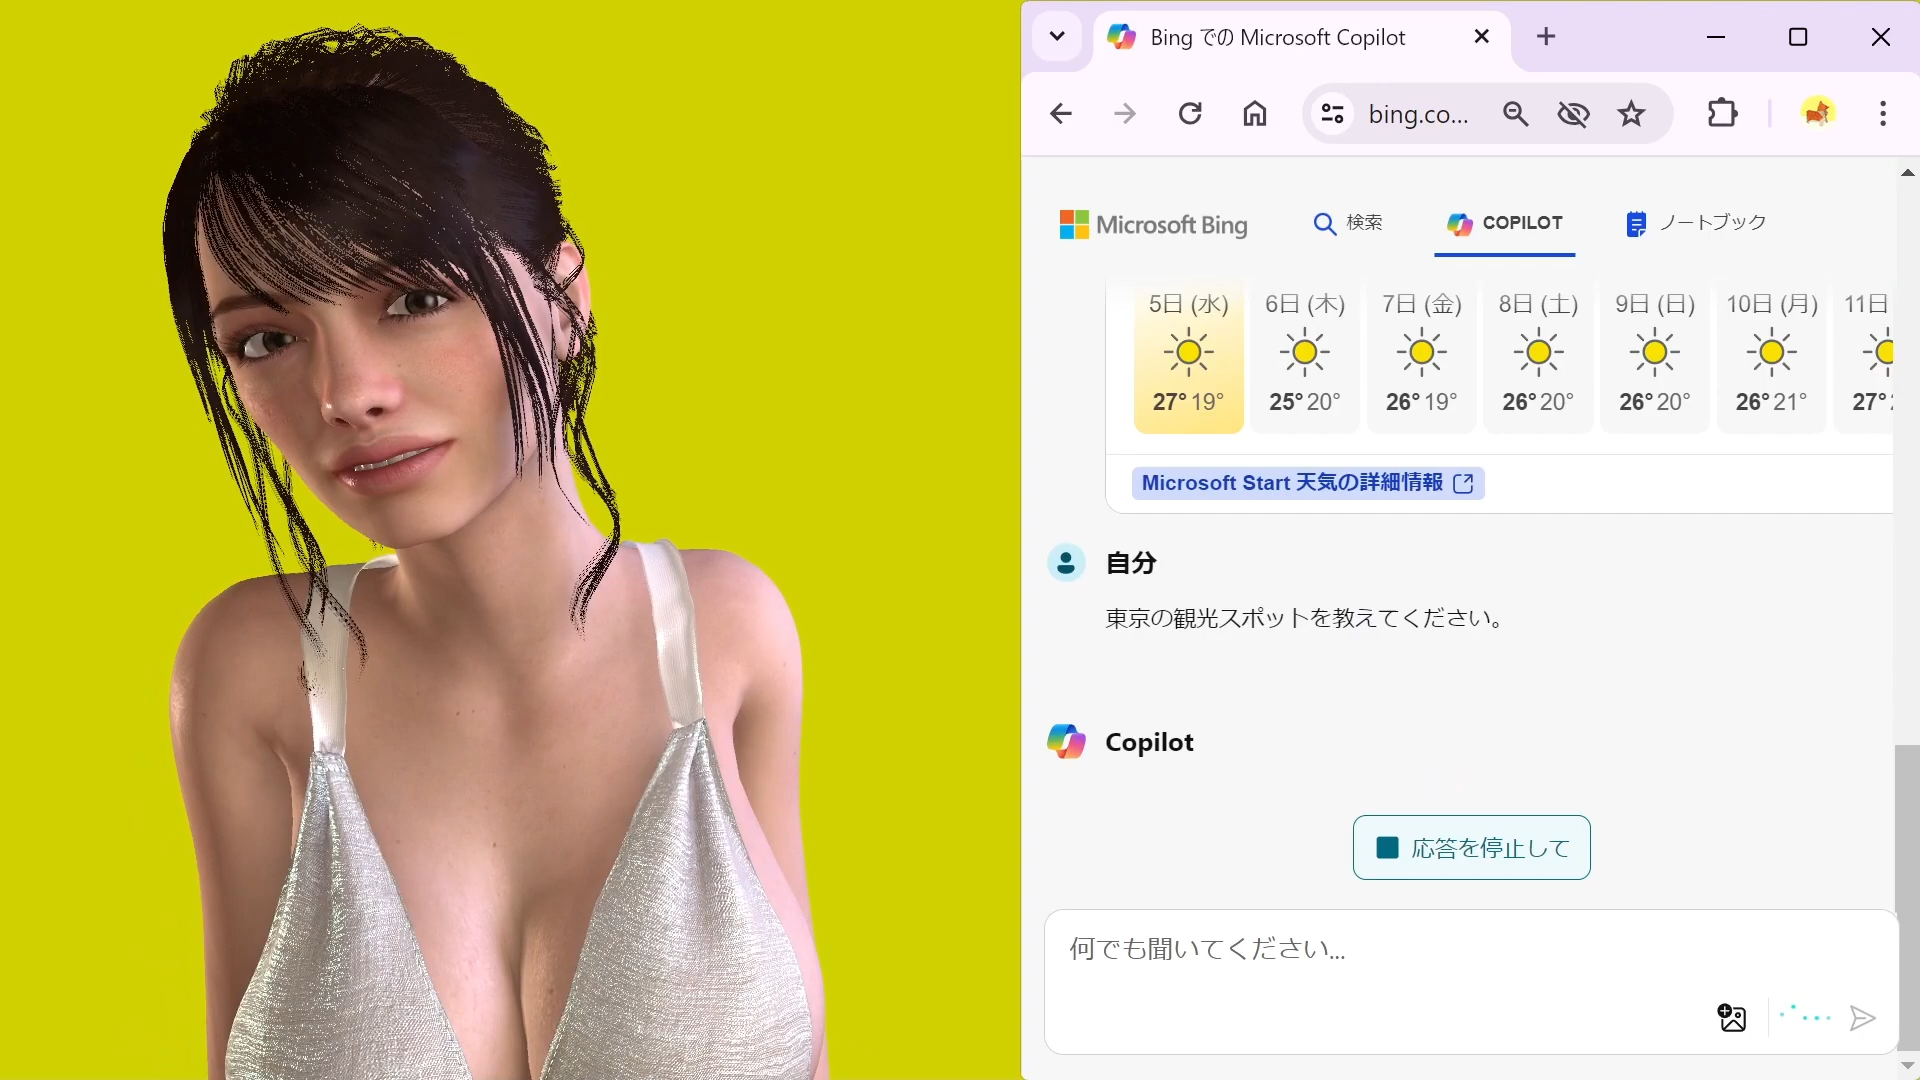 Bing での Microsoft Copilot
bing.co...
Microsoft Bing
検索
COPILOT
ノートブック
5日 (水) 6日 (木) 7日 (金) 8日 (土) 9日 (日) 10日 (月) 11日
27° 19° 25° 20° 26° 19° 26° 20° 26° 20° 26° 21° 27°
Microsoft Start 天気の詳細情報
自分
東京の観光スポットを教えてください。
Copilot
応答を停止して
何でも聞いてください...